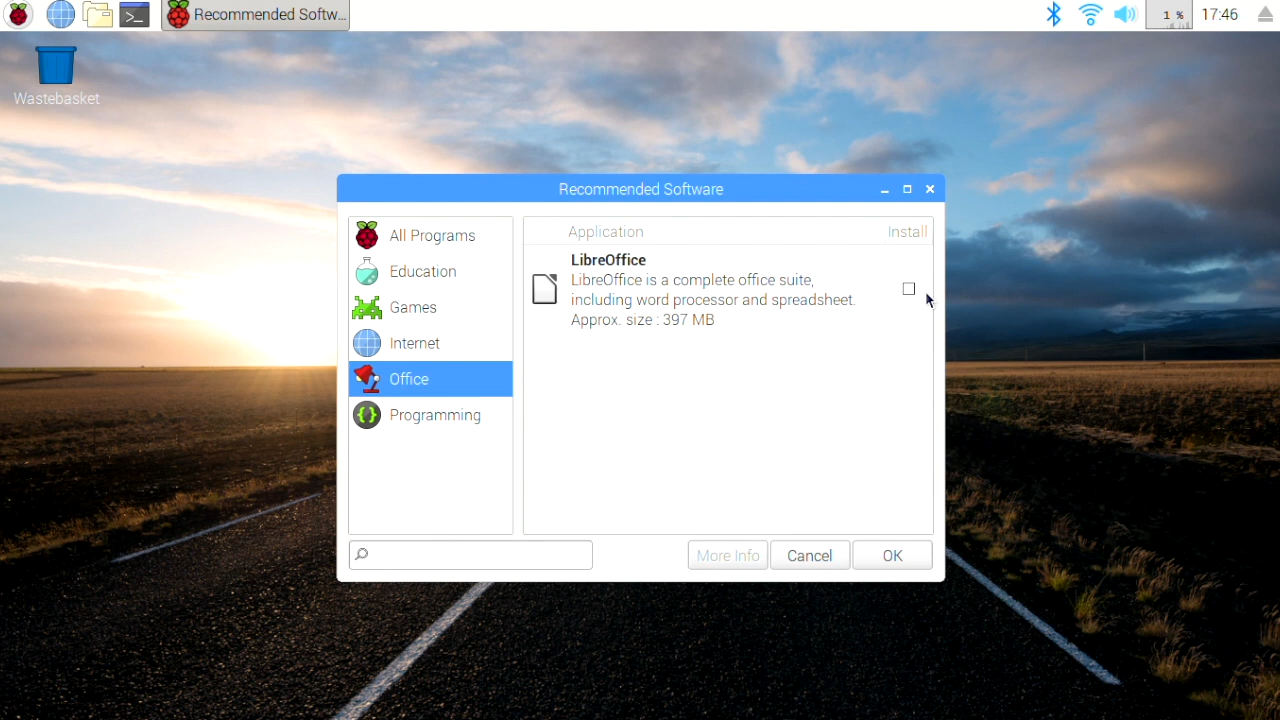 Recommended Softw...
1 %
17:46
Wastebasket
Recommended Software
All Programs
Education
Games
Internet
Office
Programming
Application
Install
LibreOffice
LibreOffice is a complete office suite,
including word processor and spreadsheet.
Approx. size : 397 MB
More Info
Cancel
OK